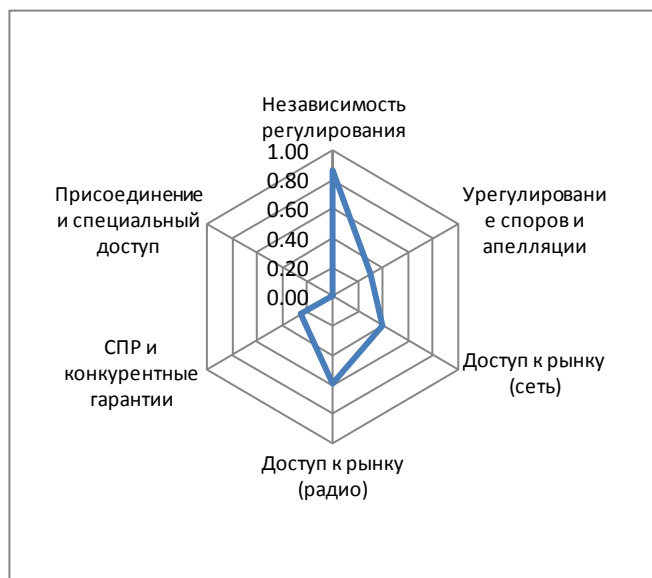 Независимость
регулирования
1.00
0.80
0.60
0.40
0.20
0.00
Урегулировани
е споров и
апелляции
Доступ к рынку
(сеть)
Доступ к рынку
(радио)
СПР и
конкурентные
гарантии
Присоединение
и специальный
доступ